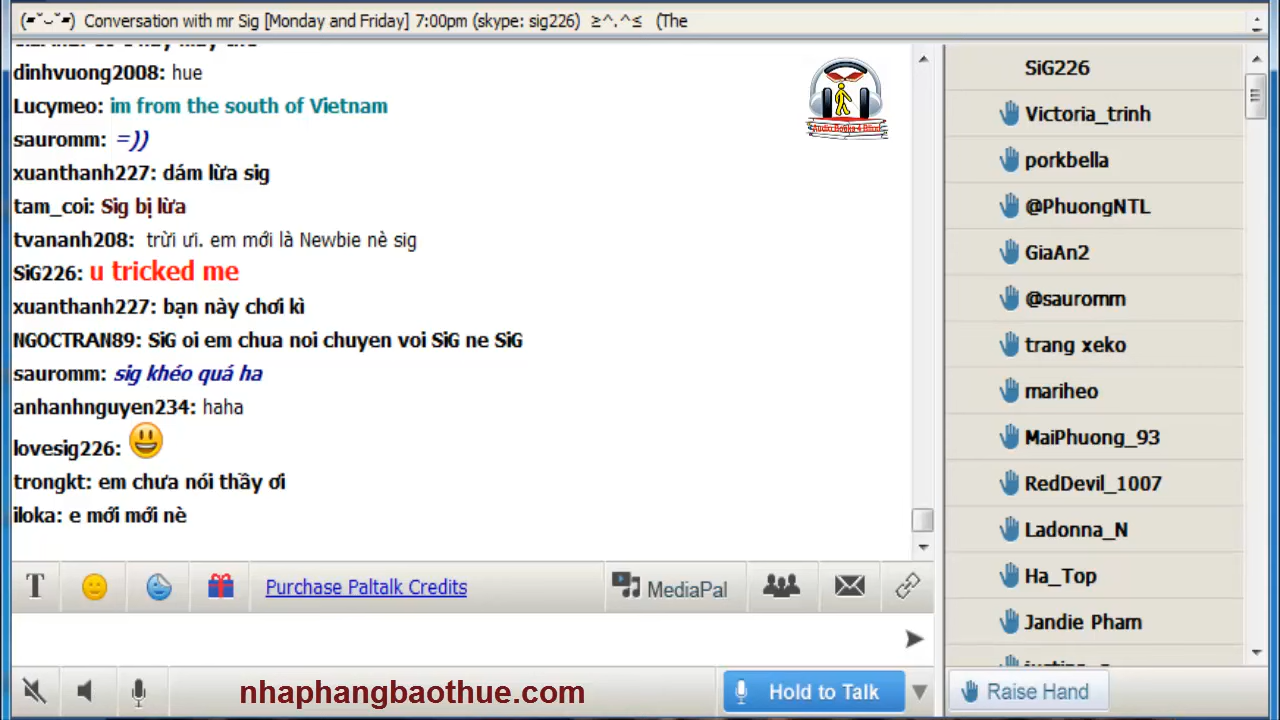 (▰˘◡˘▰) Conversation with mr Sig [Monday and Friday] 7:00pm (skype: sig226) ≥^.^≤ (The
dinhvuong2008: hue
Lucymeo: im from the south of Vietnam
sauromm: =))
xuanthanh227: dám lừa sig
tam_coi: Sig bị lừa
tvananh208: trừi ưi. em mới là Newbie nè sig
SiG226: u tricked me
xuanthanh227: bạn này chơi kì
NGOCTRAN89: SiG oi em chua noi chuyen voi SiG ne SiG
sauromm: sig khéo quá ha
anhanhnguyen234: haha
lovesig226:
trongkt: em chưa nói thầy ơi
iloka: e mới mới nè
T
Purchase Paltalk Credits
MediaPal
nhaphangbaothue.com
Hold to Talk
SiG226
Victoria_trinh
porkbella
@PhuongNTL
GiaAn2
@sauromm
trang xeko
mariheo
MaiPhuong_93
RedDevil_1007
Ladonna_N
Ha_Top
Jandie Pham
Raise Hand